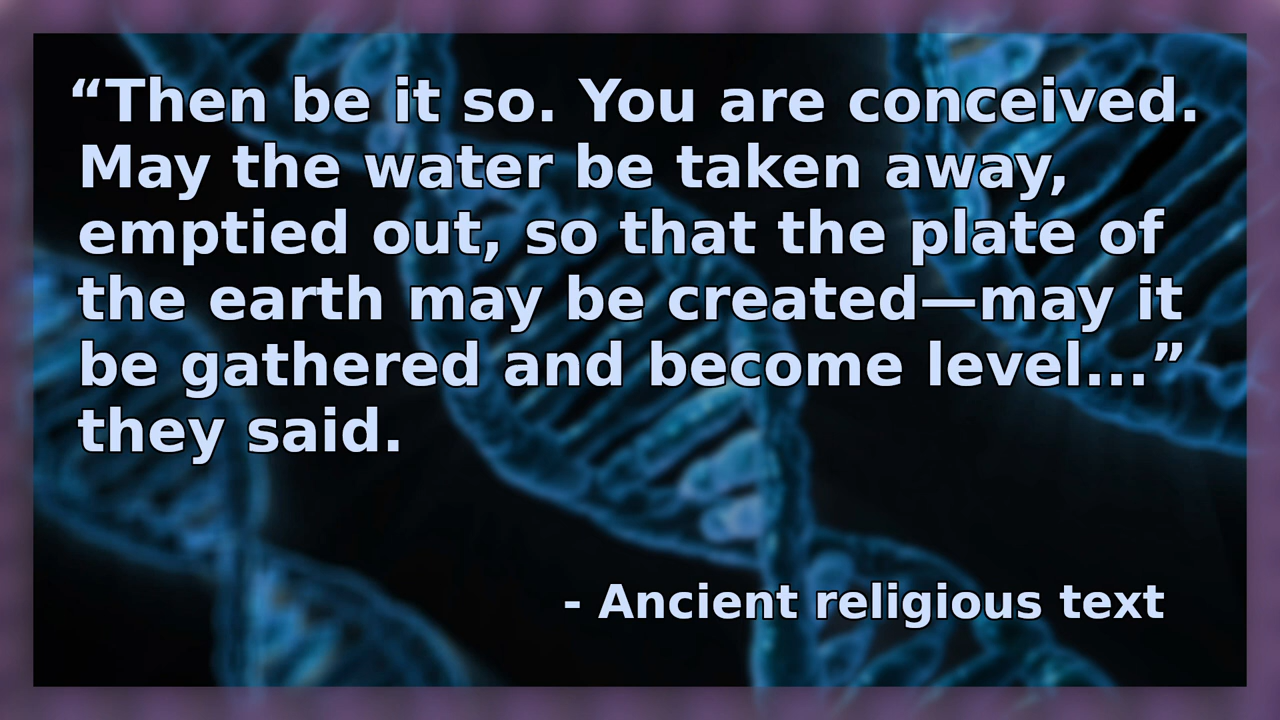 “Then be it so. You are conceived.
May the water be taken away,
emptied out, so that the plate of
the earth may be created—may it
be gathered and become level...”
they said.
- Ancient religious text